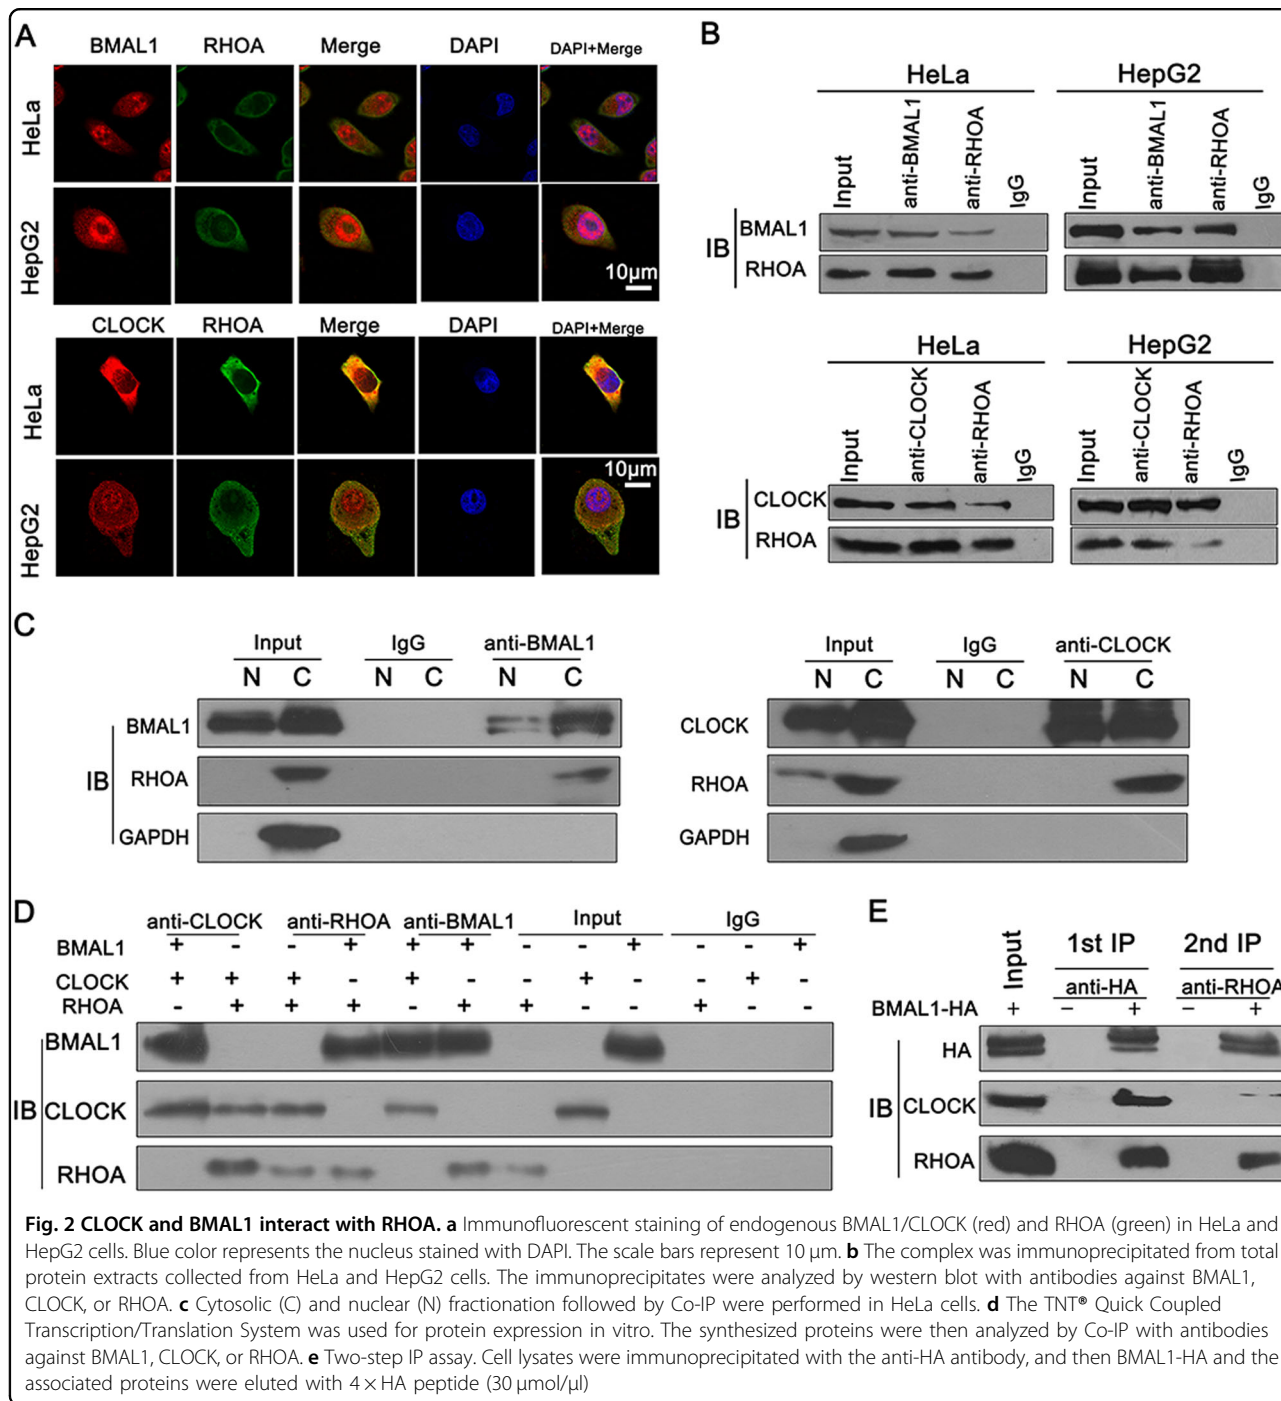 A
BMAL1 RHOA Merge DAPI DAPI+Merge
HeLa
HepG2
10μm
CLOCK RHOA Merge DAPI DAPI+Merge
HeLa
HepG2
10μm
B
HeLa HepG2
Input anti-BMAL1 anti-RHOA IgG Input anti-BMAL1 anti-RHOA IgG
IB
BMAL1
RHOA
HeLa HepG2
Input anti-CLOCK anti-RHOA IgG Input anti-CLOCK anti-RHOA IgG
IB
CLOCK
RHOA
C
Input IgG anti-BMAL1
N C N C N C
IB
BMAL1
RHOA
GAPDH
Input IgG anti-CLOCK
N C N C N C
CLOCK
RHOA
GAPDH
D
anti-CLOCK anti-RHOA anti-BMAL1 Input IgG
BMAL1 + - - + + + - - + - - +
CLOCK + + + - + - - + - - + -
RHOA - + + + - + + - - + - -
IB
BMAL1
CLOCK
RHOA
E
Input 1st IP 2nd IP
anti-HA anti-RHOA
BMAL1-HA + − + − +
IB
HA
CLOCK
RHOA
Fig. 2 CLOCK and BMAL1 interact with RHOA. a Immunofluorescent staining of endogenous BMAL1/CLOCK (red) and RHOA (green) in HeLa and
HepG2 cells. Blue color represents the nucleus stained with DAPI. The scale bars represent 10 μm. b The complex was immunoprecipitated from total
protein extracts collected from HeLa and HepG2 cells. The immunoprecipitates were analyzed by western blot with antibodies against BMAL1,
CLOCK, or RHOA. c Cytosolic (C) and nuclear (N) fractionation followed by Co-IP were performed in HeLa cells. d The TNT® Quick Coupled
Transcription/Translation System was used for protein expression in vitro. The synthesized proteins were then analyzed by Co-IP with antibodies
against BMAL1, CLOCK, or RHOA. e Two-step IP assay. Cell lysates were immunoprecipitated with the anti-HA antibody, and then BMAL1-HA and the
associated proteins were eluted with 4 × HA peptide (30 μmol/μl)